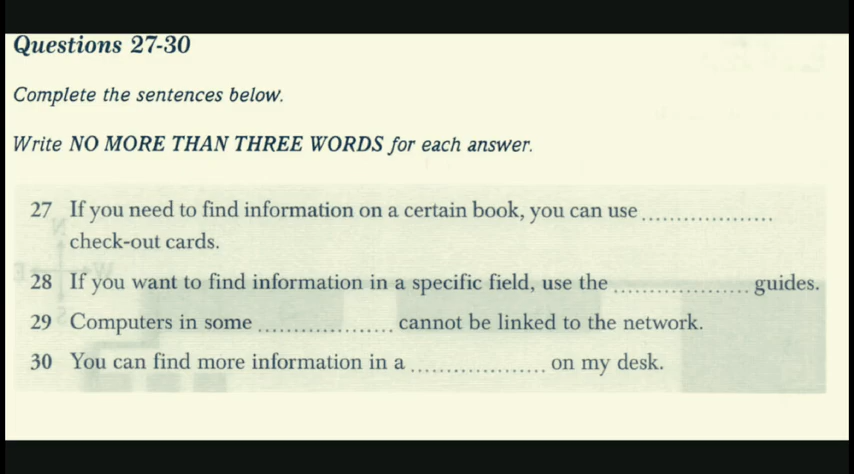 Questions 27-30
Complete the sentences below.
Write NO MORE THAN THREE WORDS for each answer.
27 If you need to find information on a certain book, you can use ...................
check-out cards.
28 If you want to find information in a specific field, use the ................... guides.
29 Computers in some ................... cannot be linked to the network.
30 You can find more information in a ................... on my desk.